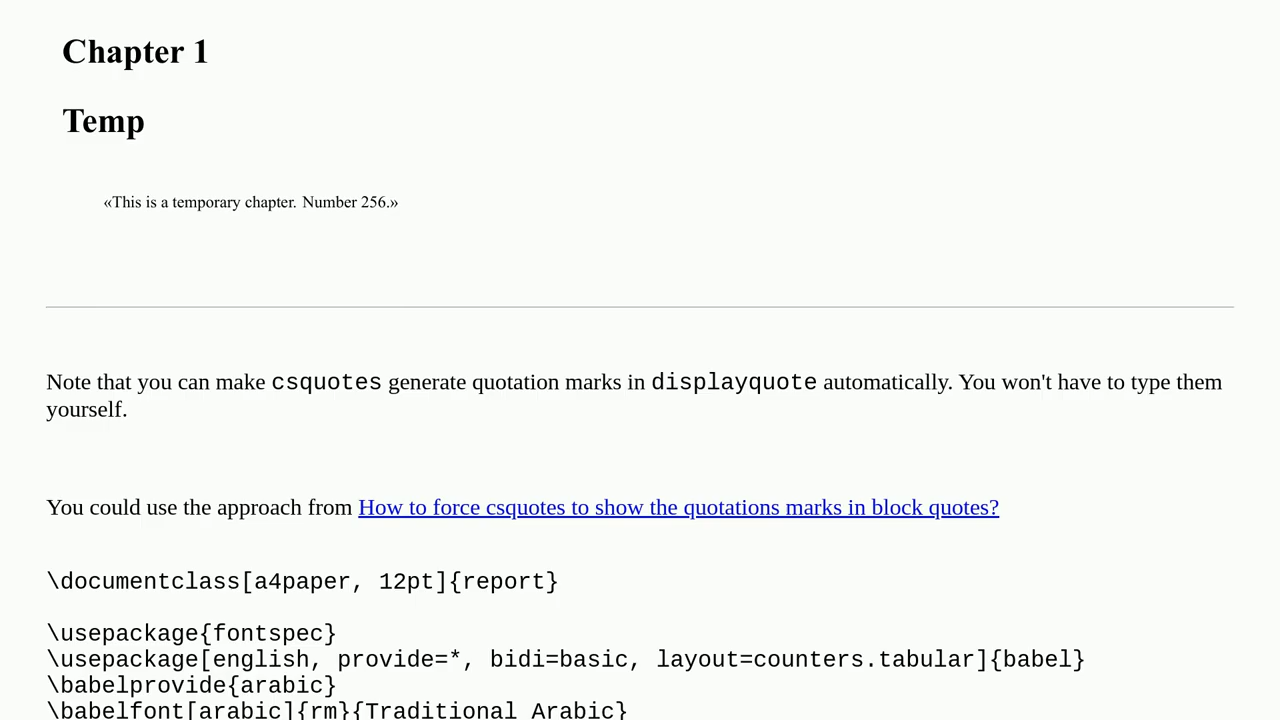 Chapter 1
Temp
«This is a temporary chapter. Number 256.»
Note that you can make csquotes generate quotation marks in displayquote automatically. You won't have to type them
yourself.
You could use the approach from How to force csquotes to show the quotations marks in block quotes?
\documentclass[a4paper, 12pt]{report}
\usepackage{fontspec}
\usepackage[english, provide=*, bidi=basic, layout=counters.tabular]{babel}
\babelprovide{arabic}
\babelfont[arabic]{rm}{Traditional Arabic}